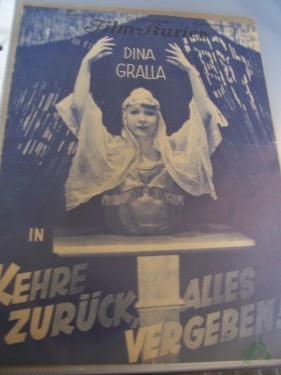 Film-Kurier
DINA
GRALLA
IN
KEHRE
ZURÜCK, ALLES
VERGEBEN!